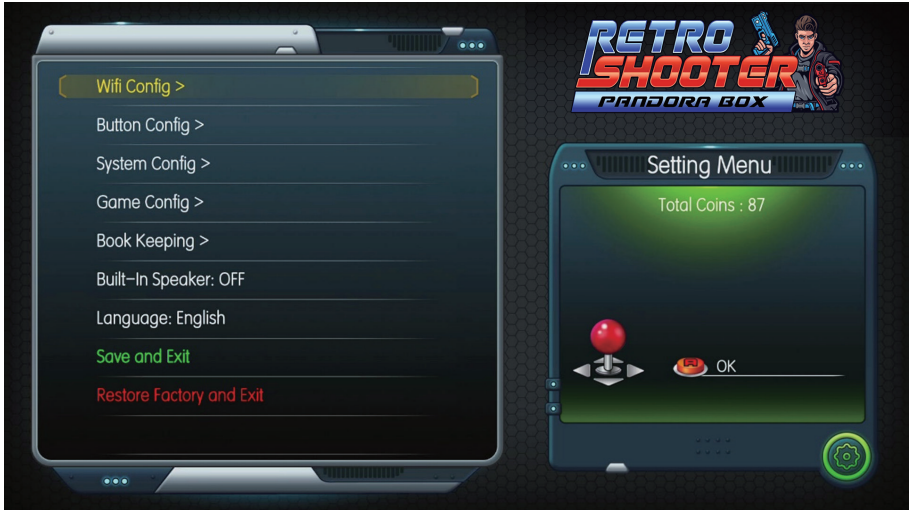 Wifi Config >
Button Config >
System Config >
Game Config >
Book Keeping >
Built-In Speaker: OFF
Language: English
Save and Exit
Restore Factory and Exit
RETRO
SHOOTER
PANDORA BOX
Setting Menu
Total Coins : 87
A OK